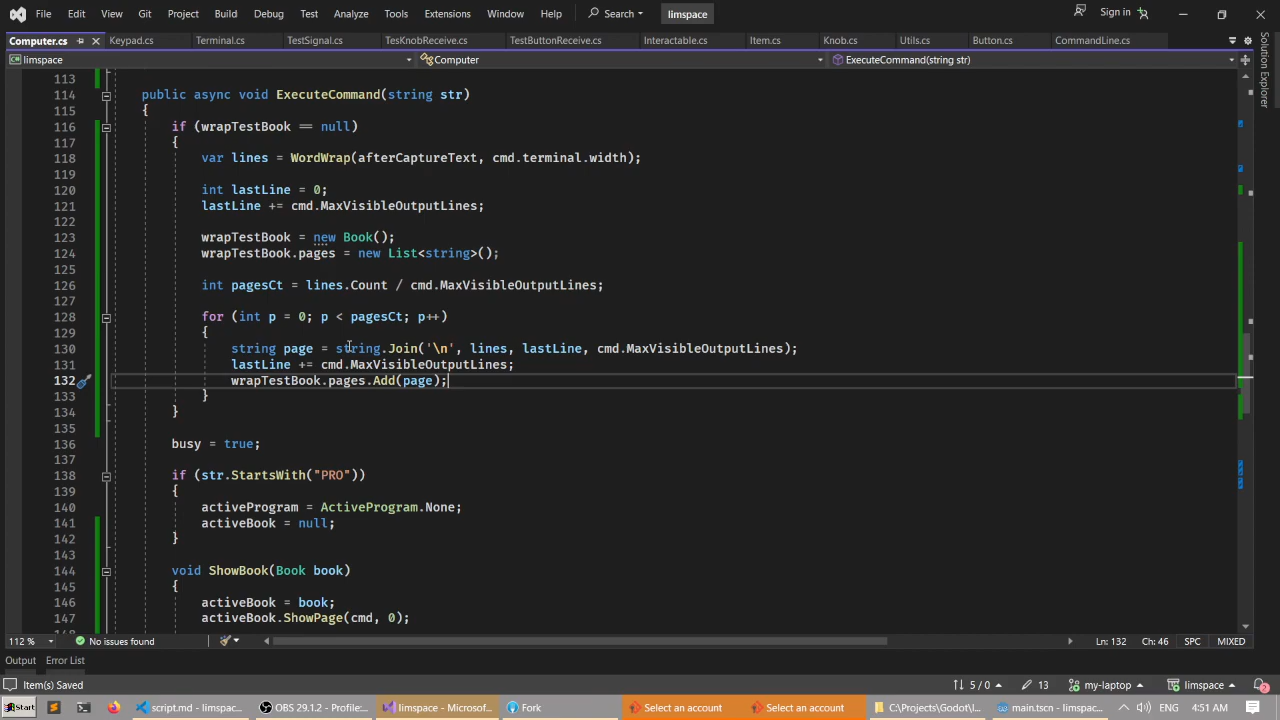 File Edit View Git Project Build Debug Test Analyze Tools Extensions Window Help Search limspace Sign in
Computer.cs Keypad.cs Terminal.cs TestSignal.cs TesKnobReceive.cs TestButtonReceive.cs Interactable.cs Item.cs Knob.cs Utils.cs Button.cs CommandLine.cs
limspace Computer ExecuteCommand(string str)
Solution Explorer
113
114 public async void ExecuteCommand(string str)
115 {
116 if (wrapTestBook == null)
117 {
118 var lines = WordWrap(afterCaptureText, cmd.terminal.width);
119
120 int lastLine = 0;
121 lastLine += cmd.MaxVisibleOutputLines;
122
123 wrapTestBook = new Book();
124 wrapTestBook.pages = new List<string>();
125
126 int pagesCt = lines.Count / cmd.MaxVisibleOutputLines;
127
128 for (int p = 0; p < pagesCt; p++)
129 {
130 string page = string.Join('\n', lines, lastLine, cmd.MaxVisibleOutputLines);
131 lastLine += cmd.MaxVisibleOutputLines;
132 wrapTestBook.pages.Add(page);
133 }
134 }
135
136 busy = true;
137
138 if (str.StartsWith("PRO"))
139 {
140 activeProgram = ActiveProgram.None;
141 activeBook = null;
142 }
143
144 void ShowBook(Book book)
145 {
146 activeBook = book;
147 activeBook.ShowPage(cmd, 0);
112 % No issues found Ln: 132 Ch: 46 SPC MIXED
Output Error List
Item(s) Saved 5 / 0 13 my-laptop limspace 2
Start script.md - limspac... OBS 29.1.2 - Profile:... limspace - Microsof... Fork Select an account Select an account C:\Projects\Godot\l... main.tscn - limspac... ENG 4:51 AM